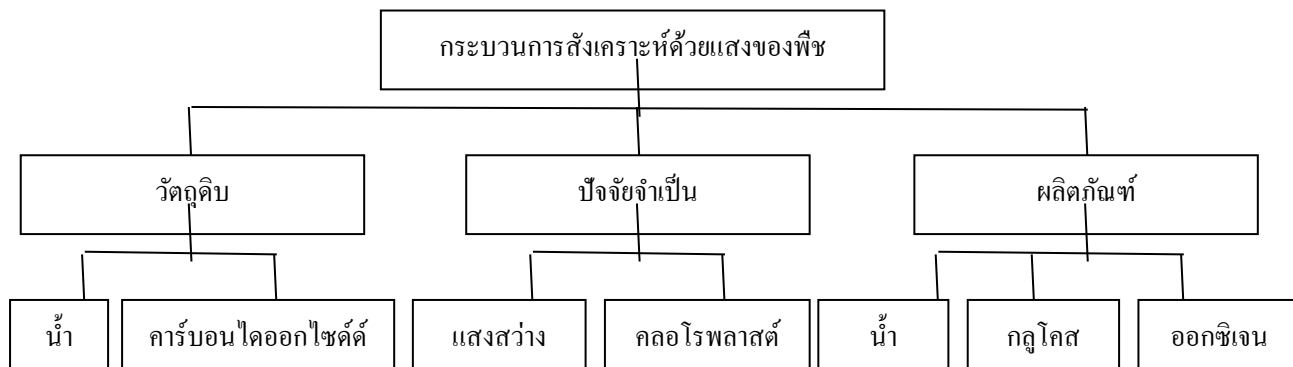 กระบวนการสังเคราะห์ด้วยแสงของพืช
วัตถุดิบ
ปัจจัยจำเป็น
ผลิตภัณฑ์
น้ำ
คาร์บอนไดออกไซด์ด์
แสงสว่าง
คลอโรพลาสต์
น้ำ
กลูโคส
ออกซิเจน